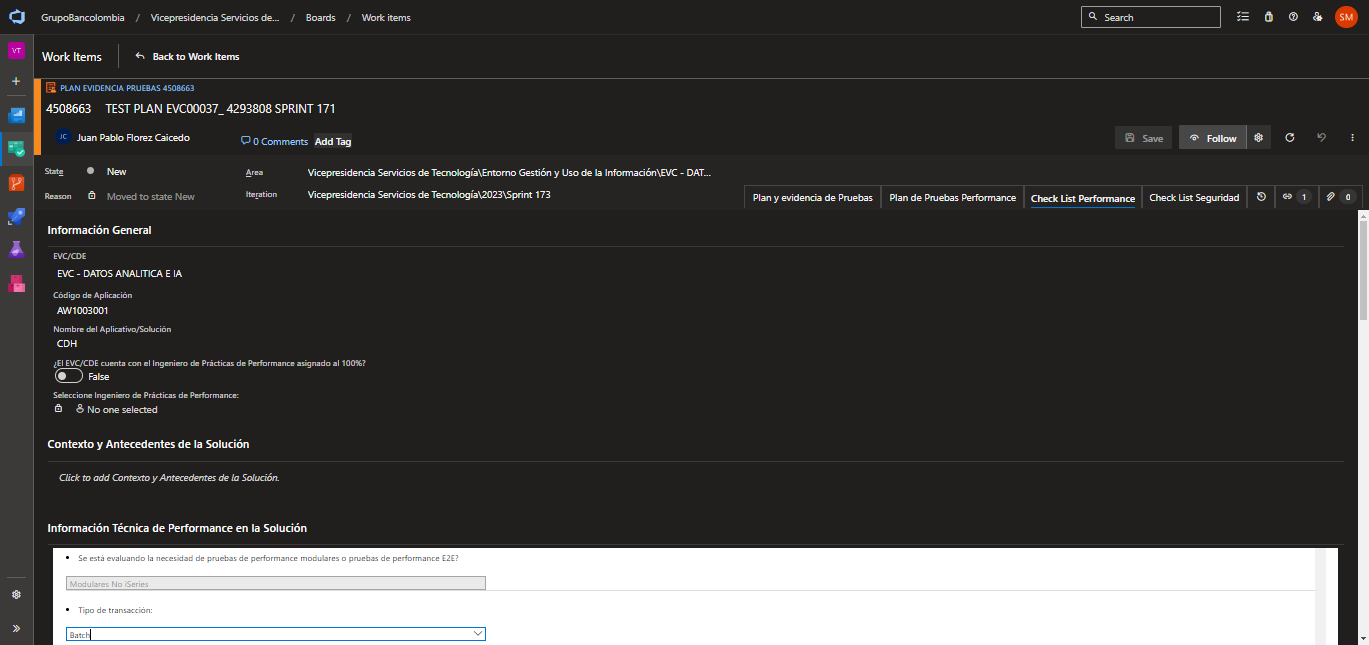 GrupoBancolombia / Vicepresidencia Servicios de... / Boards / Work items
Search
SM
VT
Work Items
Back to Work Items
PLAN EVIDENCIA PRUEBAS 4508663
4508663 TEST PLAN EVC00037_ 4293808 SPRINT 171
JC Juan Pablo Florez Caicedo
0 Comments
Add Tag
Save
Follow
State New
Area Vicepresidencia Servicios de Tecnología\Entorno Gestión y Uso de la Información\EVC - DAT...
Reason Moved to state New
Iteration Vicepresidencia Servicios de Tecnología\2023\Sprint 173
Plan y evidencia de Pruebas
Plan de Pruebas Performance
Check List Performance
Check List Seguridad
1
0
Información General
EVC/CDE
EVC - DATOS ANALITICA E IA
Código de Aplicación
AW1003001
Nombre del Aplicativo/Solución
CDH
¿El EVC/CDE cuenta con el Ingeniero de Prácticas de Performance asignado al 100%?
False
Seleccione Ingeniero de Prácticas de Performance:
No one selected
Contexto y Antecedentes de la Solución
Click to add Contexto y Antecedentes de la Solución.
Información Técnica de Performance en la Solución
• Se está evaluando la necesidad de pruebas de performance modulares o pruebas de performance E2E?
Modulares No iSeries
• Tipo de transacción:
Batch